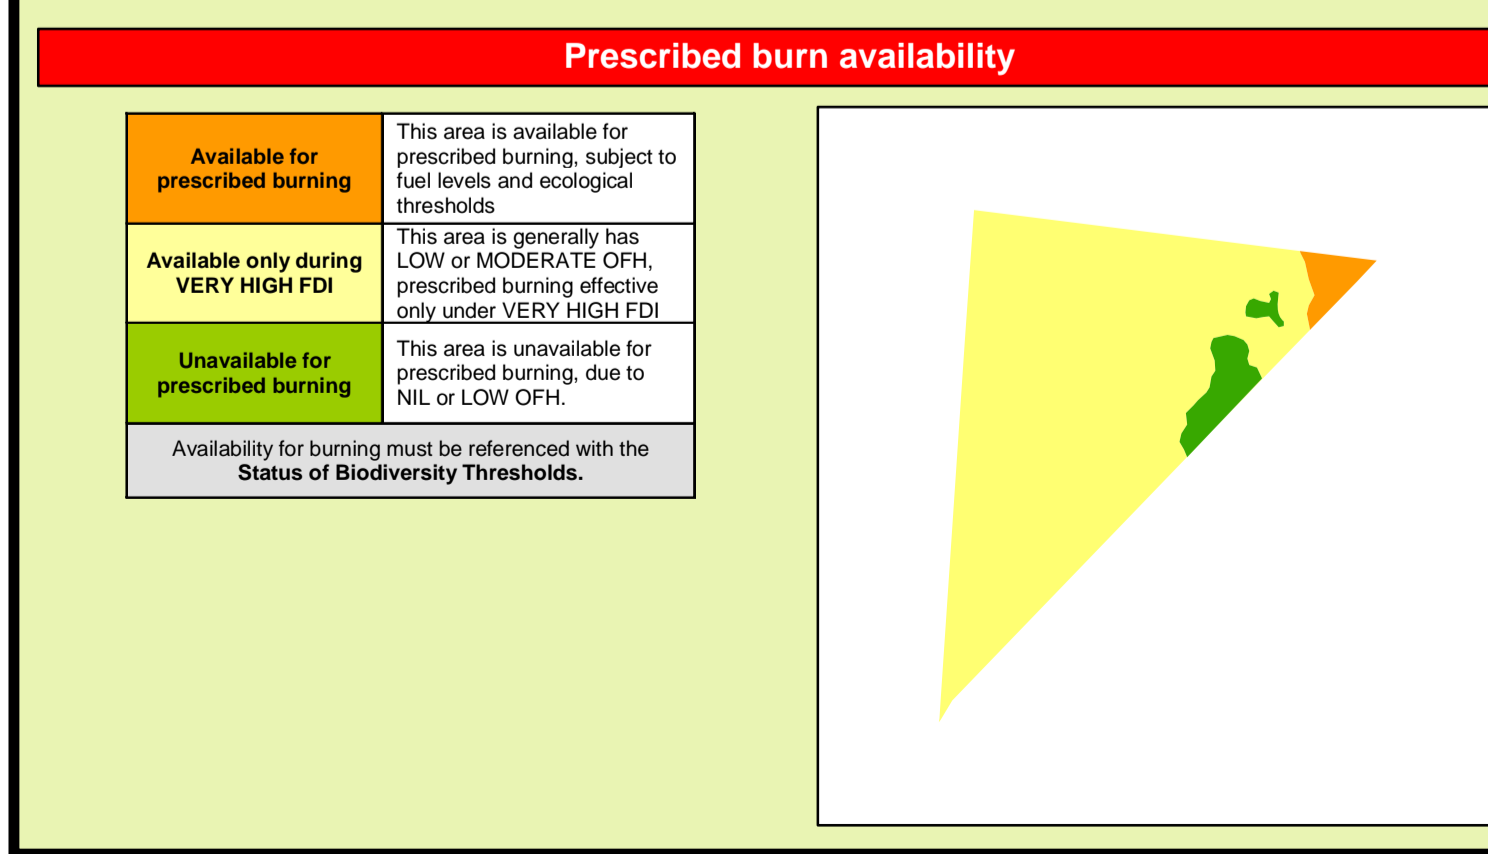 Prescribed burn availability
Available for
prescribed burning
This area is available for
prescribed burning, subject to
fuel levels and ecological
thresholds
Available only during
VERY HIGH FDI
This area is generally has
LOW or MODERATE OFH,
prescribed burning effective
only under VERY HIGH FDI
Unavailable for
prescribed burning
This area is unavailable for
prescribed burning, due to
NIL or LOW OFH.
Availability for burning must be referenced with the
Status of Biodiversity Thresholds.